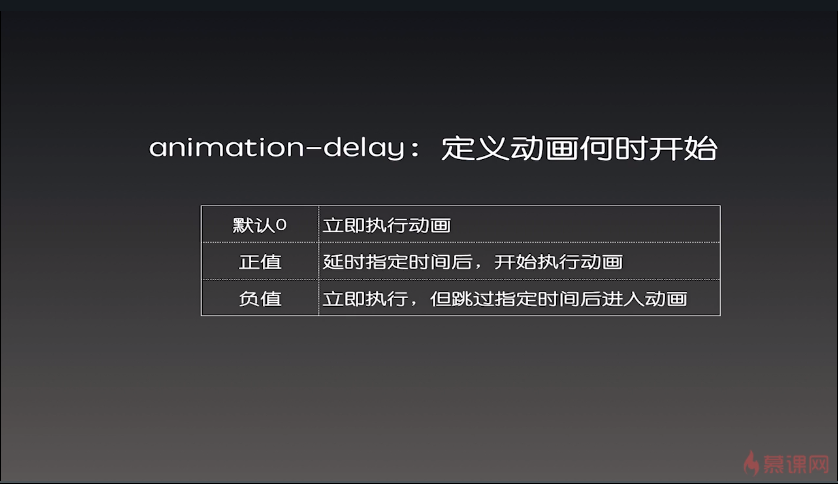 animation-delay：定义动画何时开始
默认0 立即执行动画
正值 延时指定时间后，开始执行动画
负值 立即执行，但跳过指定时间后进入动画
慕课网